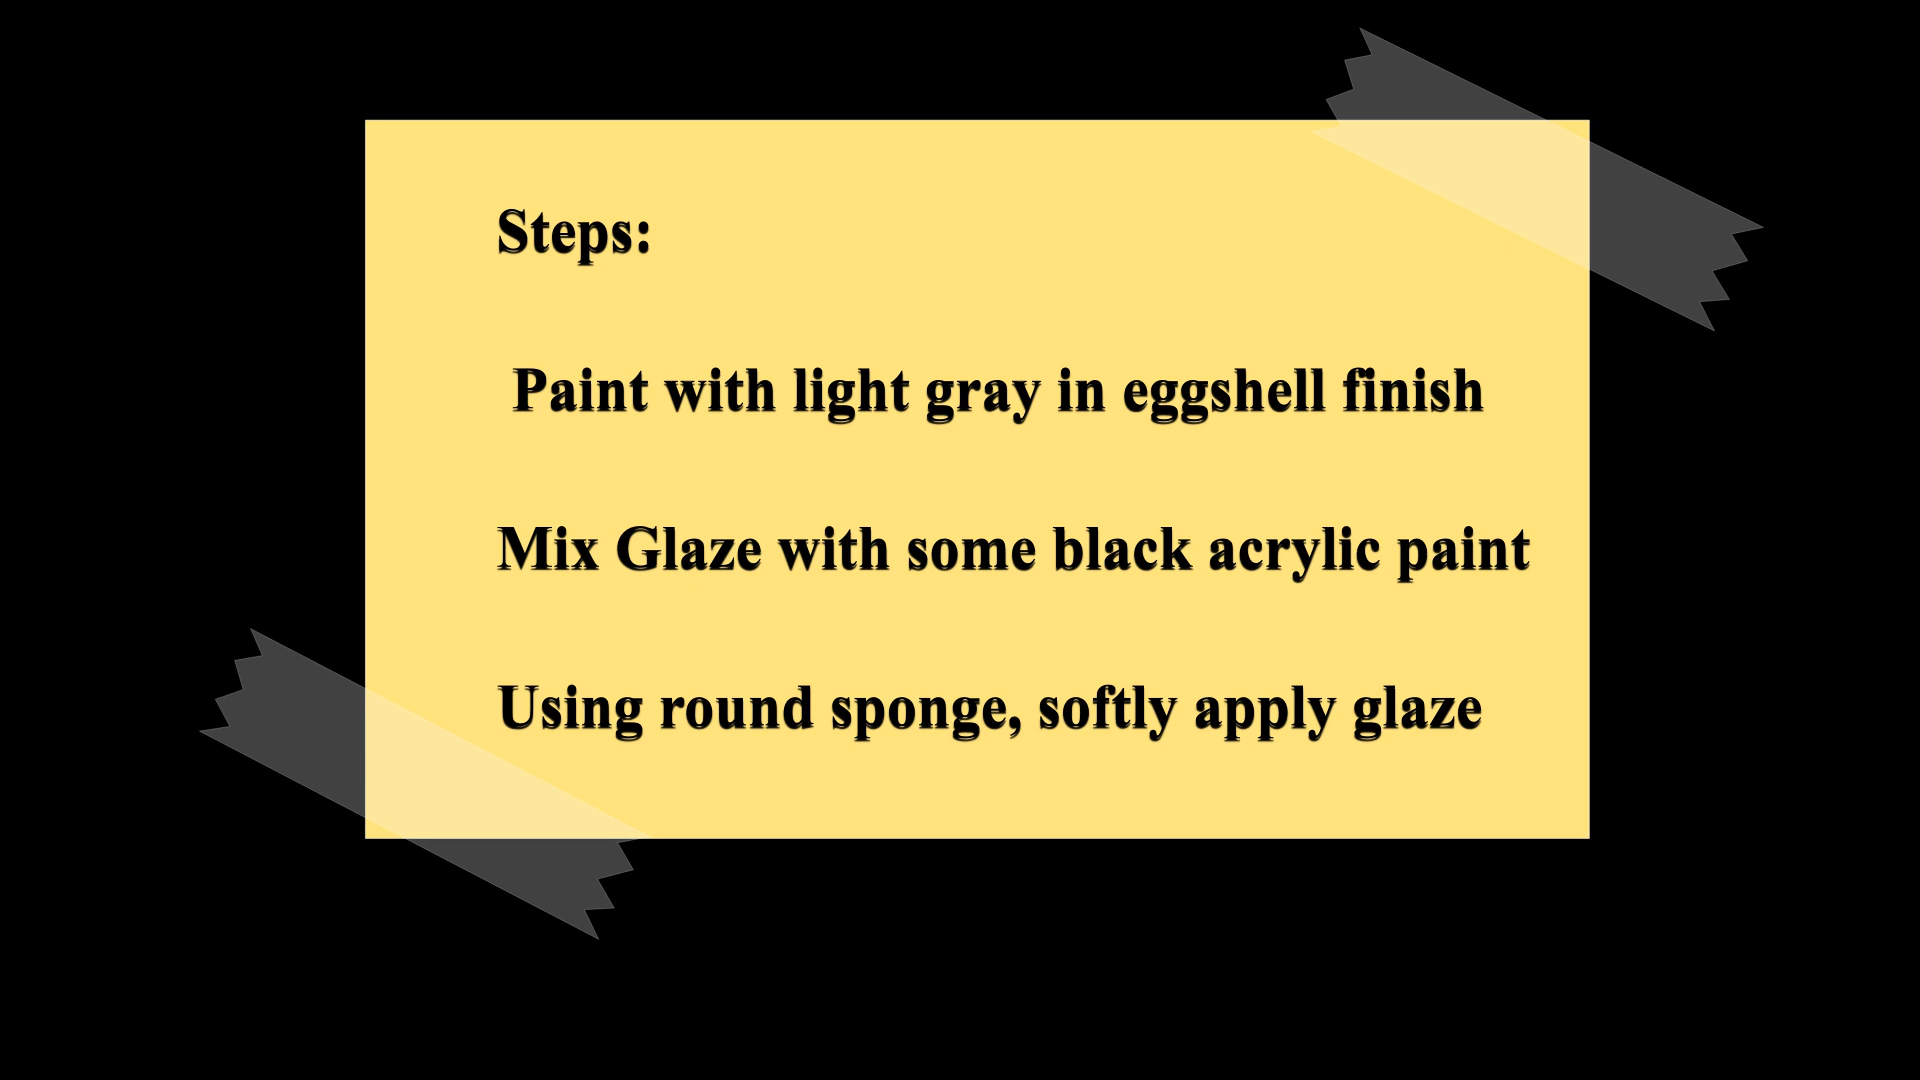 Steps:
Paint with light gray in eggshell finish
Mix Glaze with some black acrylic paint
Using round sponge, softly apply glaze